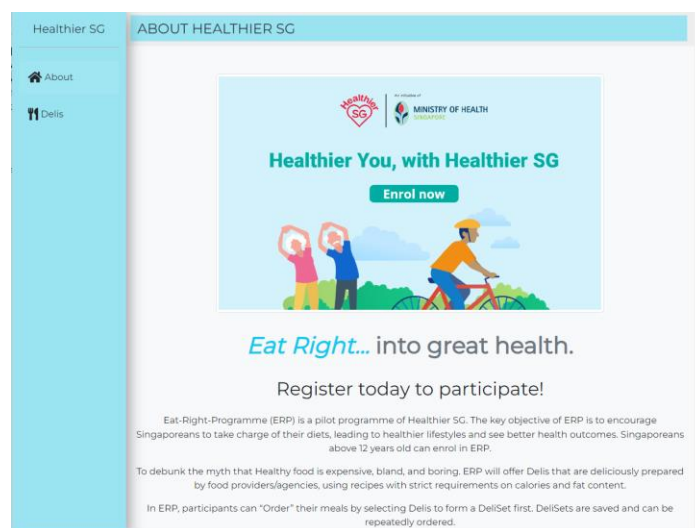 Healthier SG
ABOUT HEALTHIER SG
About
Delis
Healthier
SG
An initiative of
MINISTRY OF HEALTH
SINGAPORE
Healthier You, with Healthier SG
Enrol now
Eat Right... into great health.
Register today to participate!
Eat-Right-Programme (ERP) is a pilot programme of Healthier SG. The key objective of ERP is to encourage
Singaporeans to take charge of their diets, leading to healthier lifestyles and see better health outcomes. Singaporeans
above 12 years old can enrol in ERP.
To debunk the myth that Healthy food is expensive, bland, and boring. ERP will offer Delis that are deliciously prepared
by food providers/agencies, using recipes with strict requirements on calories and fat content.
In ERP, participants can “Order” their meals by selecting Delis to form a DeliSet first. DeliSets are saved and can be
repeatedly ordered.